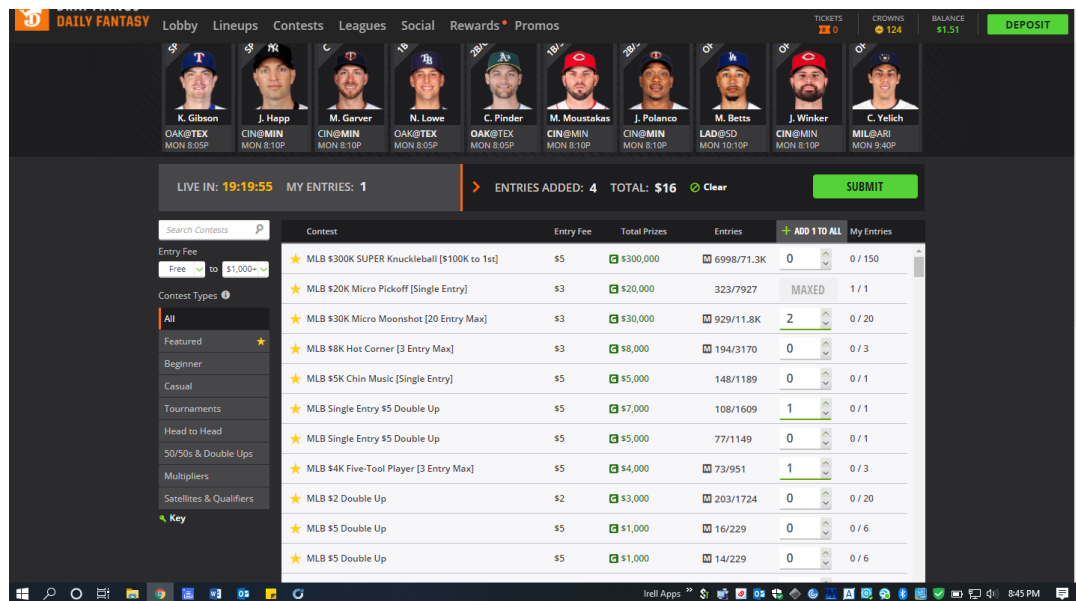 DAILY FANTASY
Lobby Lineups Contests Leagues Social Rewards Promos
TICKETS
0
CROWNS
124
BALANCE
$1.51
DEPOSIT
SP SP C 1B 2B/ 1B/ 2B/ OF OF OF
K. Gibson J. Happ M. Garver N. Lowe C. Pinder M. Moustakas J. Polanco M. Betts J. Winker C. Yelich
OAK@TEX CIN@MIN CIN@MIN OAK@TEX OAK@TEX CIN@MIN CIN@MIN LAD@SD CIN@MIN MIL@ARI
MON 8:05P MON 8:10P MON 8:10P MON 8:05P MON 8:05P MON 8:10P MON 8:10P MON 10:10P MON 8:10P MON 9:40P
LIVE IN: 19:19:55 MY ENTRIES: 1 ENTRIES ADDED: 4 TOTAL: $16 Clear SUBMIT
Search Contests
Entry Fee
Free to $1,000+
Contest Types
All
Featured
Beginner
Casual
Tournaments
Head to Head
50/50s & Double Ups
Multipliers
Satellites & Qualifiers
Key
Contest Entry Fee Total Prizes Entries + ADD 1 TO ALL My Entries
MLB $300K SUPER Knuckleball [$100K to 1st] $5 G $300,000 M 6998/71.3K 0 0 / 150
MLB $20K Micro Pickoff [Single Entry] $3 G $20,000 323/7927 MAXED 1 / 1
MLB $30K Micro Moonshot [20 Entry Max] $3 G $30,000 M 929/11.8K 2 0 / 20
MLB $8K Hot Corner [3 Entry Max] $3 G $8,000 M 194/3170 0 0 / 3
MLB $5K Chin Music [Single Entry] $5 G $5,000 148/1189 0 0 / 1
MLB Single Entry $5 Double Up $5 G $7,000 108/1609 1 0 / 1
MLB Single Entry $5 Double Up $5 G $5,000 77/1149 0 0 / 1
MLB $4K Five-Tool Player [3 Entry Max] $5 G $4,000 M 73/951 1 0 / 3
MLB $2 Double Up $2 G $3,000 M 203/1724 0 0 / 20
MLB $5 Double Up $5 G $1,000 M 16/229 0 0 / 6
MLB $5 Double Up $5 G $1,000 M 14/229 0 0 / 6
Irell Apps » 8:45 PM